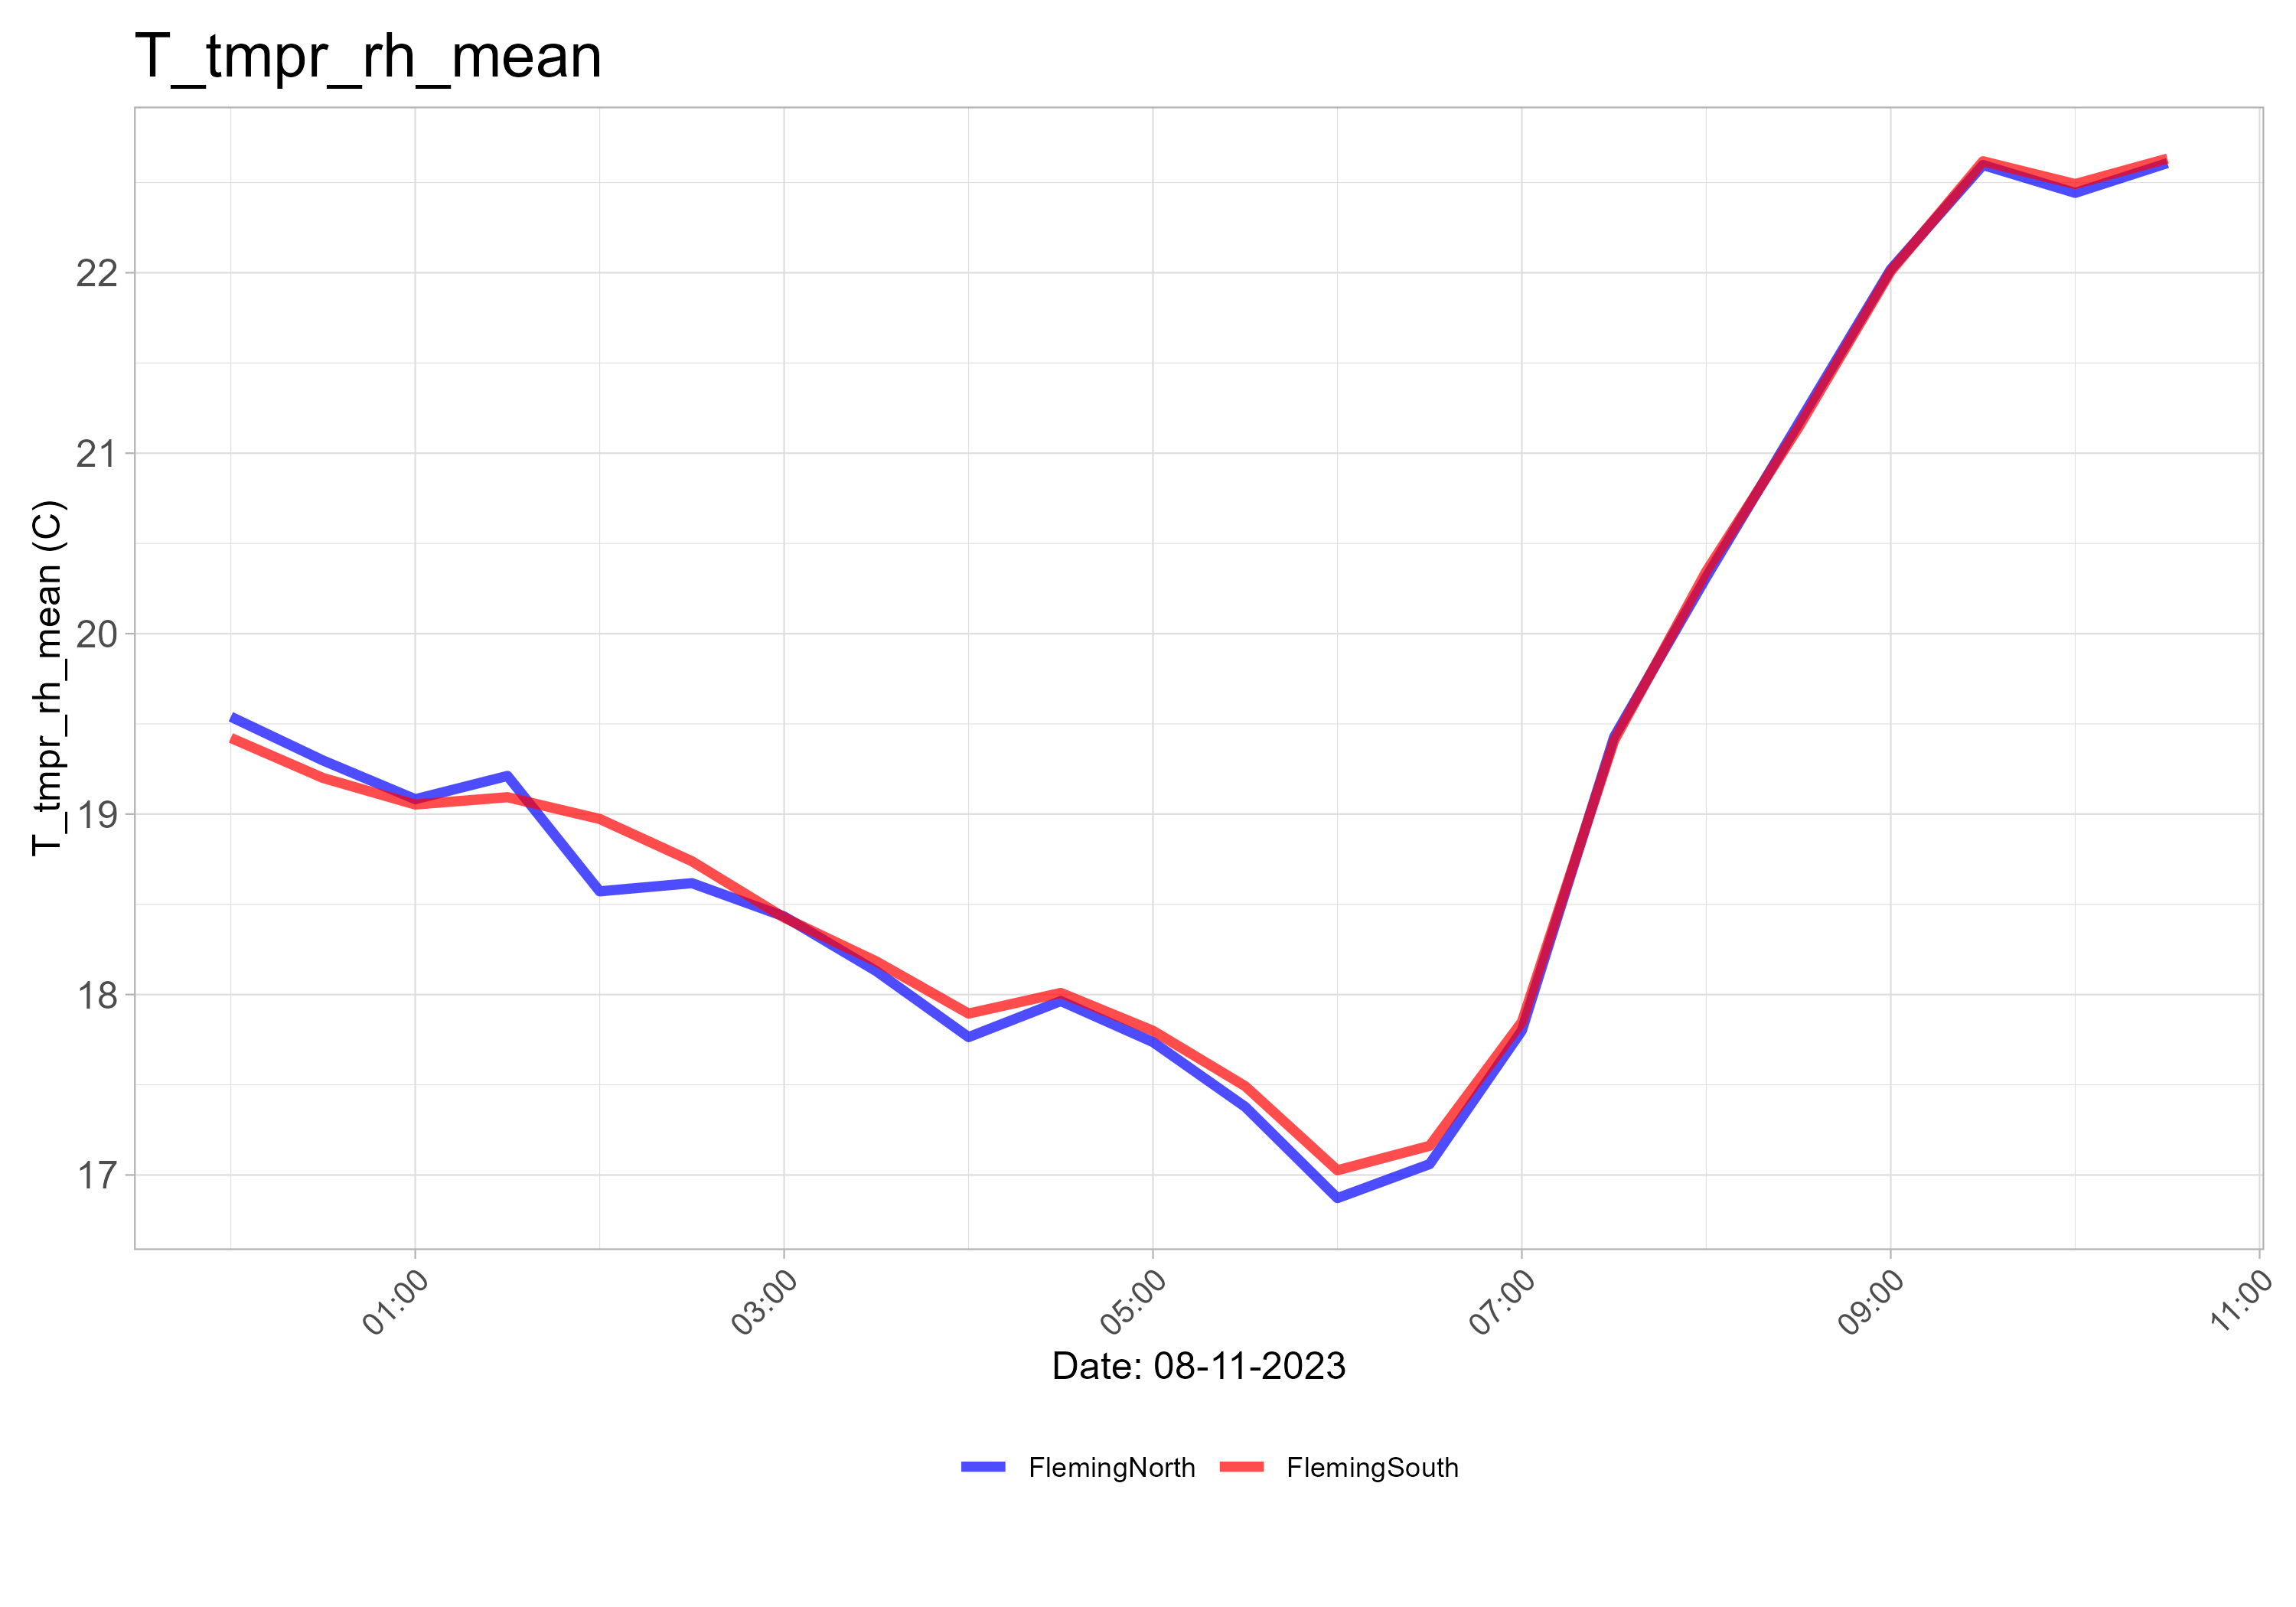 T_tmpr_rh_mean
T_tmpr_rh_mean (C)
22
21
20
19
18
17
01:00
03:00
05:00
07:00
09:00
11:00
Date: 08-11-2023
FlemingNorth
FlemingSouth